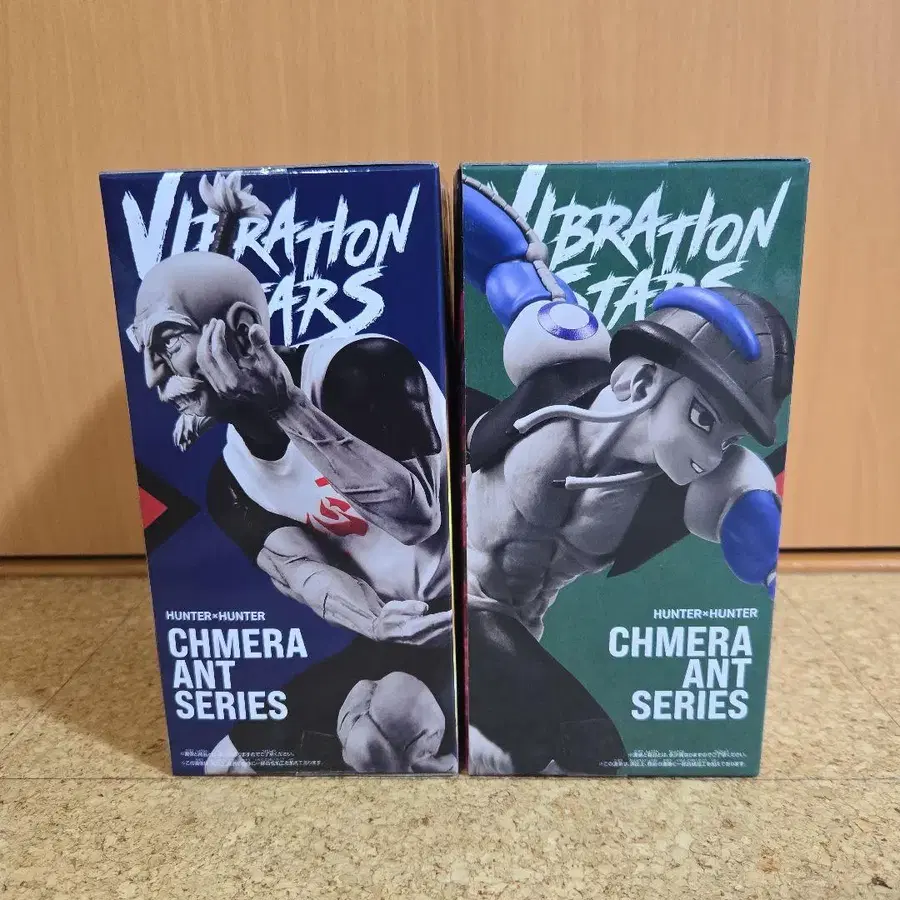 VIBRATION
STARS
HUNTER×HUNTER
CHMERA
ANT
SERIES
VIBRATION
STARS
HUNTER×HUNTER
CHMERA
ANT
SERIES